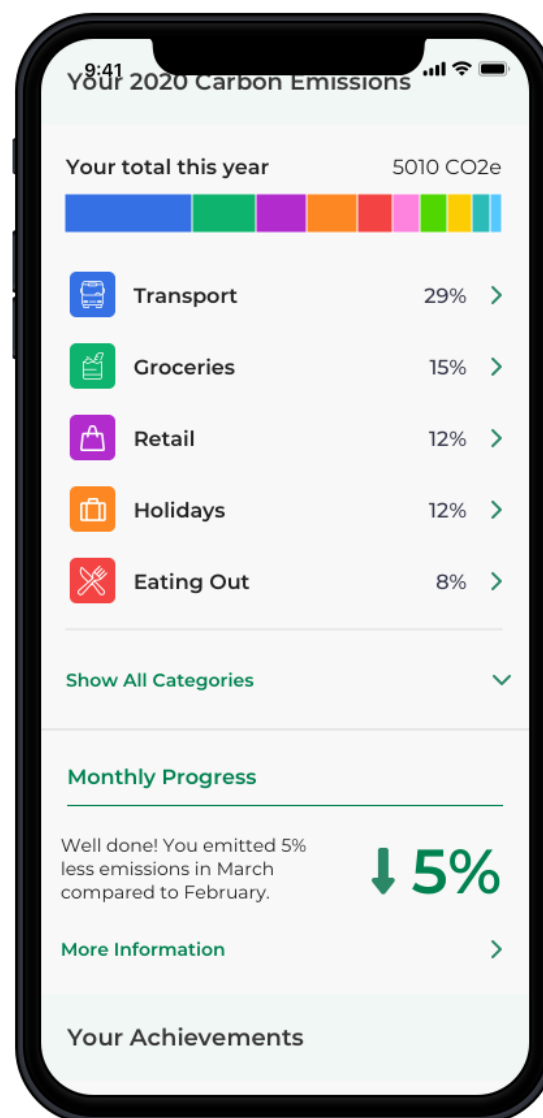 9:41
Your 2020 Carbon Emissions
Your total this year 5010 CO2e
Transport 29%
Groceries 15%
Retail 12%
Holidays 12%
Eating Out 8%
Show All Categories
Monthly Progress
Well done! You emitted 5%
less emissions in March
compared to February.
5%
More Information
Your Achievements